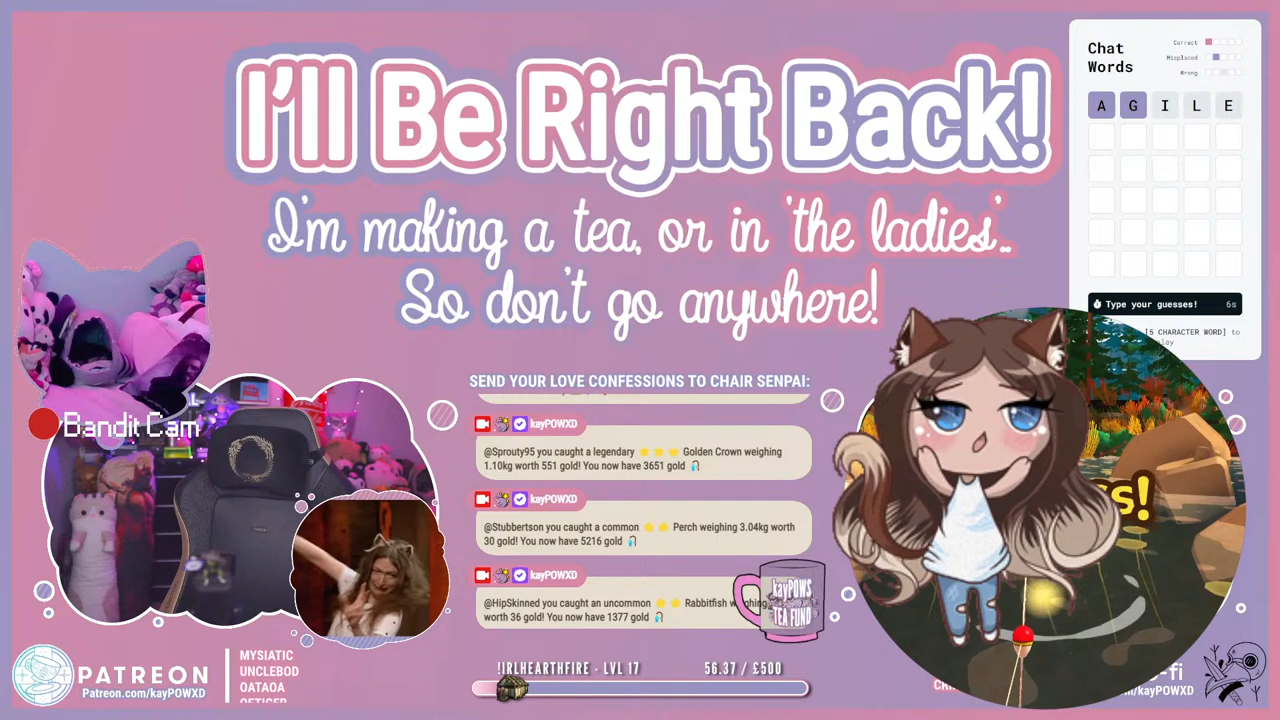 I'll Be Right Back!
I'm making a tea, or in 'the ladies'..
So don't go anywhere!
Chat
Words
Correct
Misplaced
Wrong
A G I L E
Type your guesses! 6s
[5 CHARACTER WORD] to
Bandit Cam
SEND YOUR LOVE CONFESSIONS TO CHAIR SENPAI:
kayPOWXD
@Sprouty95 you caught a legendary Golden Crown weighing
1.10kg worth 551 gold! You now have 3651 gold
kayPOWXD
@Stubbertson you caught a common Perch weighing 3.04kg worth
30 gold! You now have 5216 gold
kayPOWXD
@HipSkinned you caught an uncommon Rabbitfish
worth 36 gold! You now have 1377 gold
kayPOWS
TEA FUND
s!
PATREON
Patreon.com/kayPOWXD
MYSIATIC
UNCLEBOD
OATAOA
!IRLHEARTHFIRE - LVL 17 56.37 / £500
-fi
/kayPOWXD